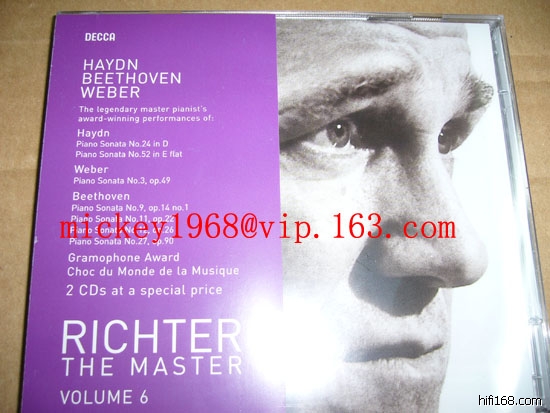 DECCA
HAYDN
BEETHOVEN
WEBER
The legendary master pianist's
award-winning performances of:
Haydn
Piano Sonata No.24 in D
Piano Sonata No.52 in E flat
Weber
Piano Sonata No.3, op.49
Beethoven
Piano Sonata No.9, op.14 no.1
Piano Sonata No.11, op.22
mickey1968@vip.163.com
Piano Sonata No.27, op.90
Gramophone Award
Choc du Monde de la Musique
2 CDs at a special price
RICHTER
THE MASTER
VOLUME 6
hifi168.com